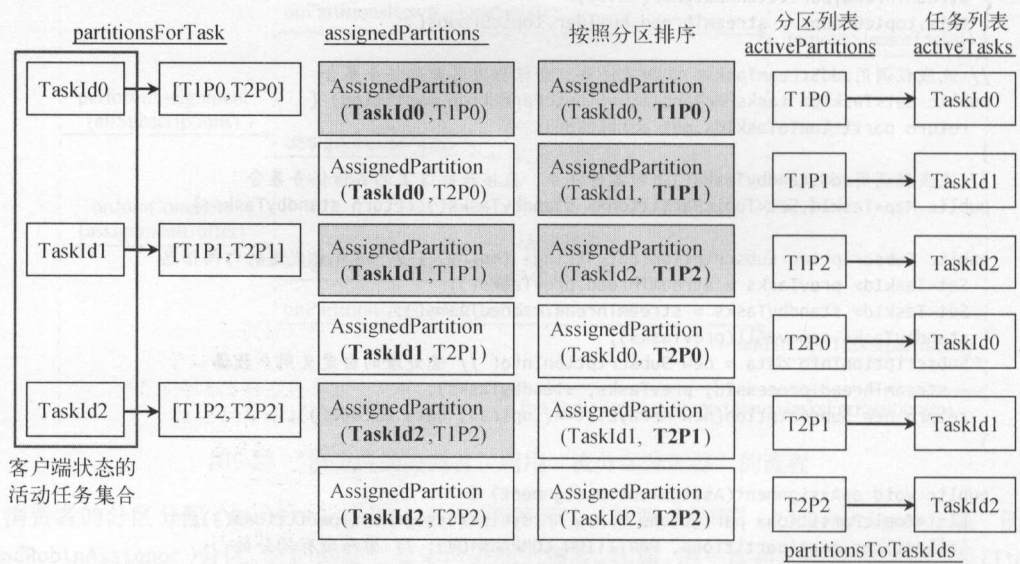 partitionsForTask
assignedPartitions
按照分区排序
分区列表
activePartitions
任务列表
activeTasks
TaskId0
[T1P0,T2P0]
AssignedPartition
(TaskId0 ,T1P0)
AssignedPartition
(TaskId0, T1P0)
T1P0
TaskId0
AssignedPartition
(TaskId0 ,T2P0)
AssignedPartition
(TaskId1, T1P1)
T1P1
TaskId1
TaskId1
[T1P1,T2P1]
AssignedPartition
(TaskId1 ,T1P1)
AssignedPartition
(TaskId2, T1P2)
T1P2
TaskId2
AssignedPartition
(TaskId1 ,T2P1)
AssignedPartition
(TaskId0, T2P0)
T2P0
TaskId0
TaskId2
[T1P2,T2P2]
AssignedPartition
(TaskId2 ,T1P2)
AssignedPartition
(TaskId1, T2P1)
T2P1
TaskId1
客户端状态的
活动任务集合
AssignedPartition
(TaskId2 ,T2P2)
AssignedPartition
(TaskId2, T2P2)
T2P2
TaskId2
partitionsToTaskIds